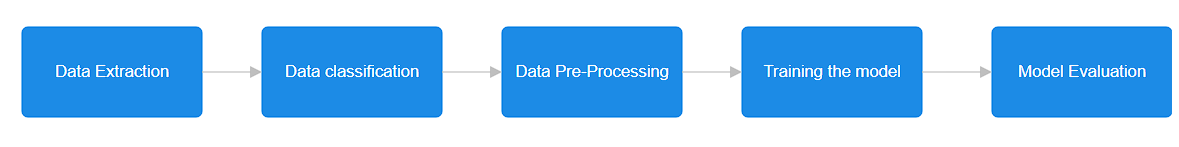 Data Extraction
Data classification
Data Pre-Processing
Training the model
Model Evaluation